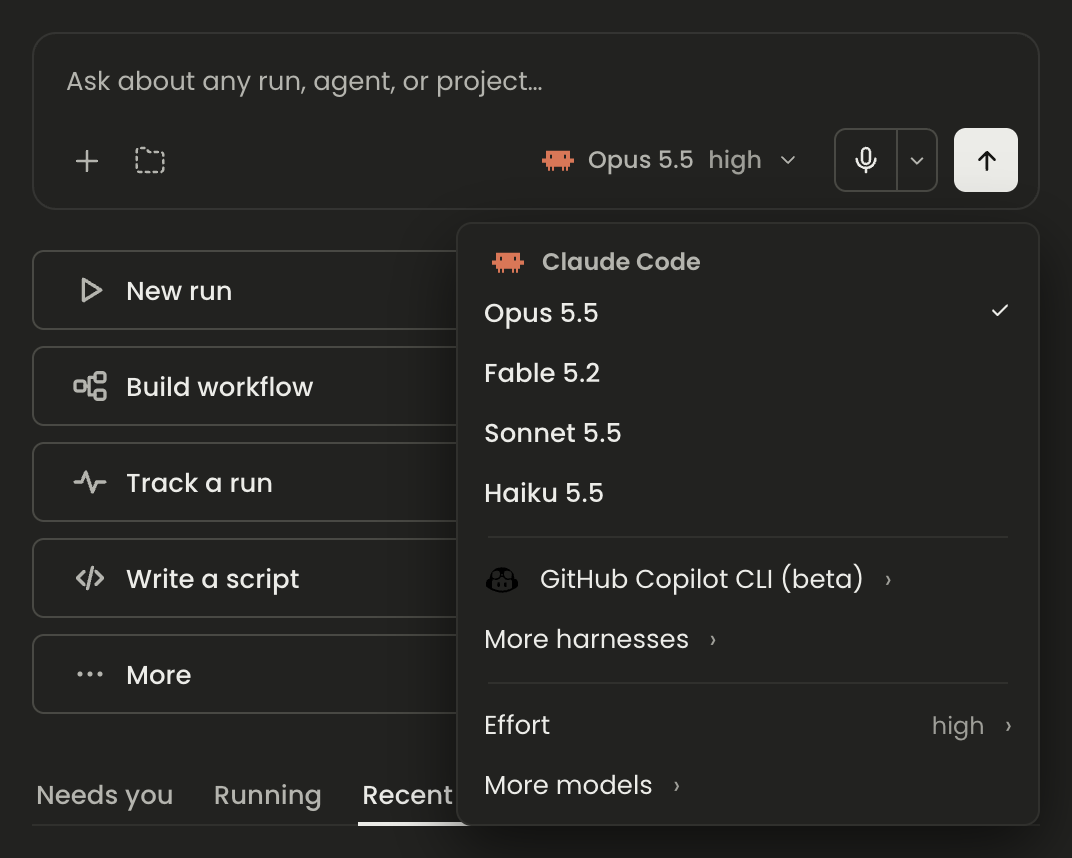 Ask about any run, agent, or project...
Opus 5.5 high
Claude Code
Opus 5.5
Fable 5.2
Sonnet 5.5
Haiku 5.5
GitHub Copilot CLI (beta)
More harnesses
Effort high
More models
New run
Build workflow
Track a run
Write a script
More
Needs you Running Recent